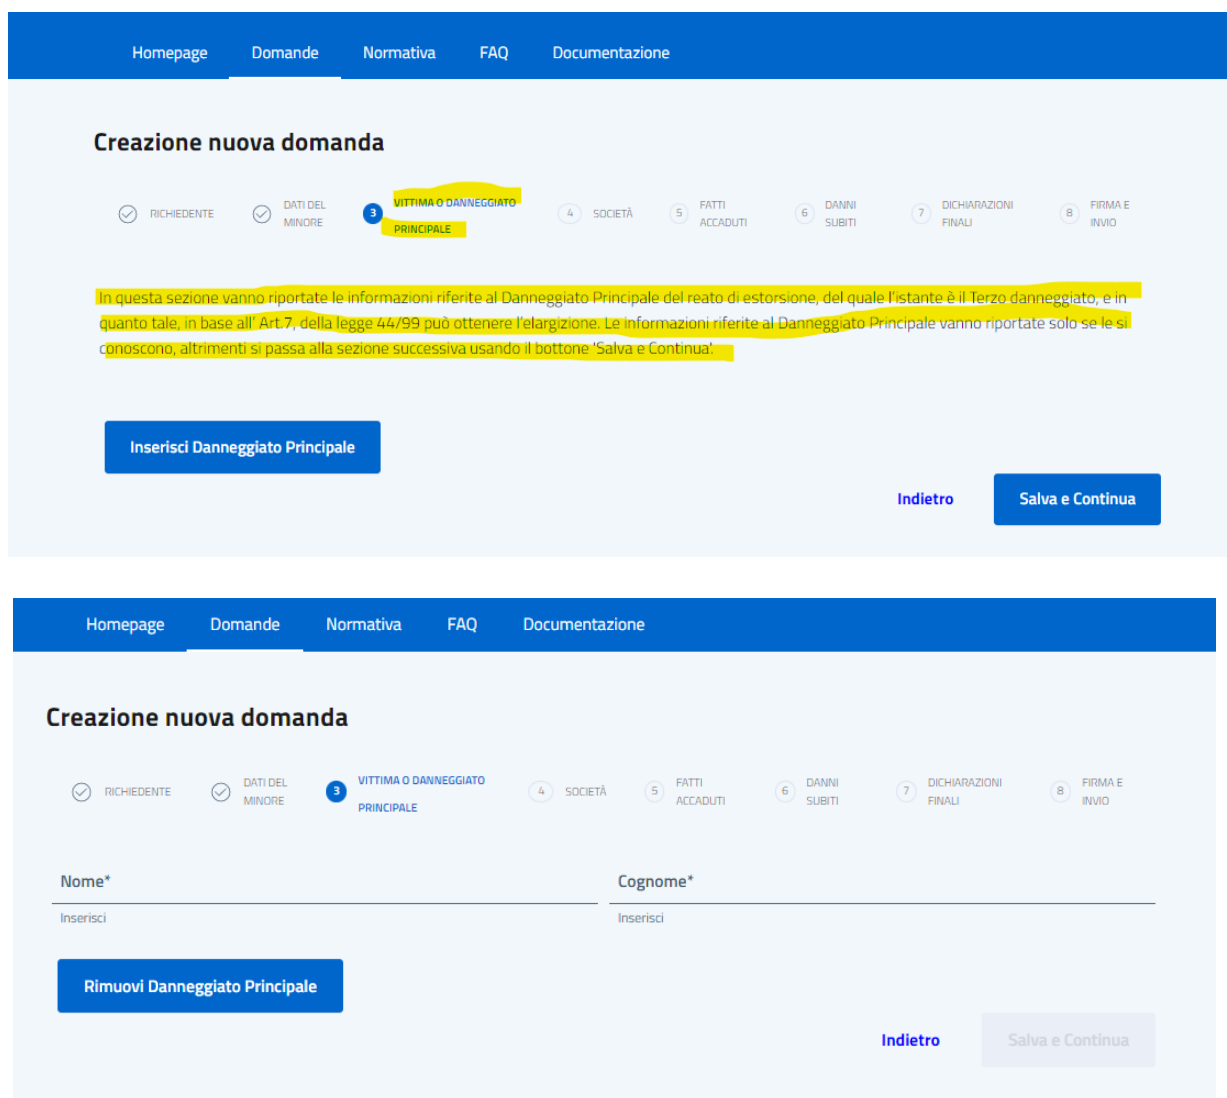 Homepage Domande Normativa FAQ Documentazione
Creazione nuova domanda
RICHIEDENTE
DATI DEL
MINORE
3 VITTIMA O DANNEGGIATO
PRINCIPALE
4 SOCIETÀ
5 FATTI
ACCADUTI
6 DANNI
SUBITI
7 DICHIARAZIONI
FINALI
8 FIRMA E
INVIO
In questa sezione vanno riportate le informazioni riferite al Danneggiato Principale del reato di estorsione, del quale l'istante è il Terzo danneggiato, e in
quanto tale, in base all' Art.7, della legge 44/99 può ottenere l'elargizione. Le informazioni riferite al Danneggiato Principale vanno riportate solo se le si
conoscono, altrimenti si passa alla sezione successiva usando il bottone 'Salva e Continua'.
Inserisci Danneggiato Principale
Indietro Salva e Continua
Homepage Domande Normativa FAQ Documentazione
Creazione nuova domanda
RICHIEDENTE
DATI DEL
MINORE
3 VITTIMA O DANNEGGIATO
PRINCIPALE
4 SOCIETÀ
5 FATTI
ACCADUTI
6 DANNI
SUBITI
7 DICHIARAZIONI
FINALI
8 FIRMA E
INVIO
Nome* Cognome*
Inserisci Inserisci
Rimuovi Danneggiato Principale
Indietro Salva e Continua